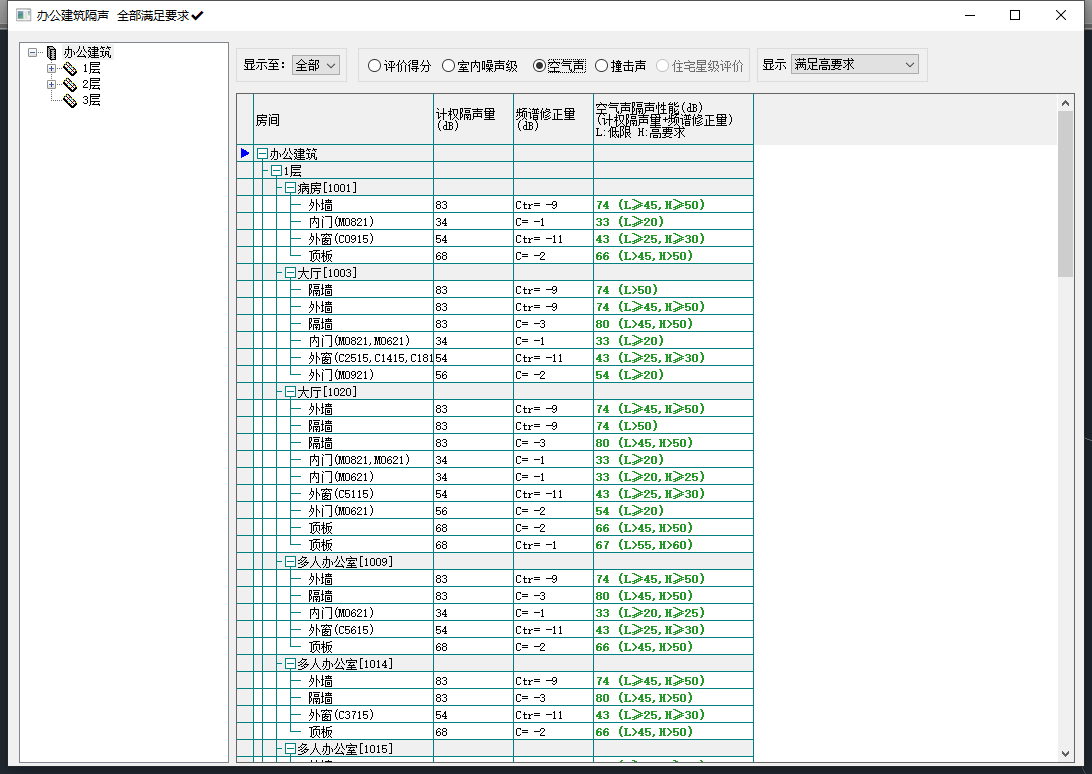 办公建筑隔声 全部满足要求✔
办公建筑
1层
2层
3层
显示至: 全部
评价得分 室内噪声级 空气声 撞击声 住宅星级评价
显示 满足高要求
房间 计权隔声量(dB) 频谱修正量(dB) 空气声隔声性能(dB)
(计权隔声量+频谱修正量)
L:低限 H:高要求
办公建筑
1层
病房[1001]
外墙 83 Ctr= -9 74 (L≥45,H≥50)
内门(M0821) 34 C= -1 33 (L≥20)
外窗(C0915) 54 Ctr= -11 43 (L≥25,H≥30)
顶板 68 C= -2 66 (L>45,H>50)
大厅[1003]
隔墙 83 Ctr= -9 74 (L>50)
外墙 83 Ctr= -9 74 (L≥45,H≥50)
隔墙 83 C= -3 80 (L>45,H>50)
内门(M0821,M0621) 34 C= -1 33 (L≥20)
外窗(C2515,C1415,C181 54 Ctr= -11 43 (L≥25,H≥30)
外门(M0921) 56 C= -2 54 (L≥20)
大厅[1020]
外墙 83 Ctr= -9 74 (L≥45,H≥50)
隔墙 83 Ctr= -9 74 (L>50)
隔墙 83 C= -3 80 (L>45,H>50)
内门(M0821,M0621) 34 C= -1 33 (L≥20)
内门(M0621) 34 C= -1 33 (L≥20,H≥25)
外窗(C5115) 54 Ctr= -11 43 (L≥25,H≥30)
外门(M0621) 56 C= -2 54 (L≥20)
顶板 68 C= -2 66 (L>45,H>50)
顶板 68 Ctr= -1 67 (L>55,H>60)
多人办公室[1009]
外墙 83 Ctr= -9 74 (L≥45,H≥50)
隔墙 83 C= -3 80 (L>45,H>50)
内门(M0621) 34 C= -1 33 (L≥20,H≥25)
外窗(C5615) 54 Ctr= -11 43 (L≥25,H≥30)
顶板 68 C= -2 66 (L>45,H>50)
多人办公室[1014]
外墙 83 Ctr= -9 74 (L≥45,H≥50)
隔墙 83 C= -3 80 (L>45,H>50)
外窗(C3715) 54 Ctr= -11 43 (L≥25,H≥30)
顶板 68 C= -2 66 (L>45,H>50)
多人办公室[1015]